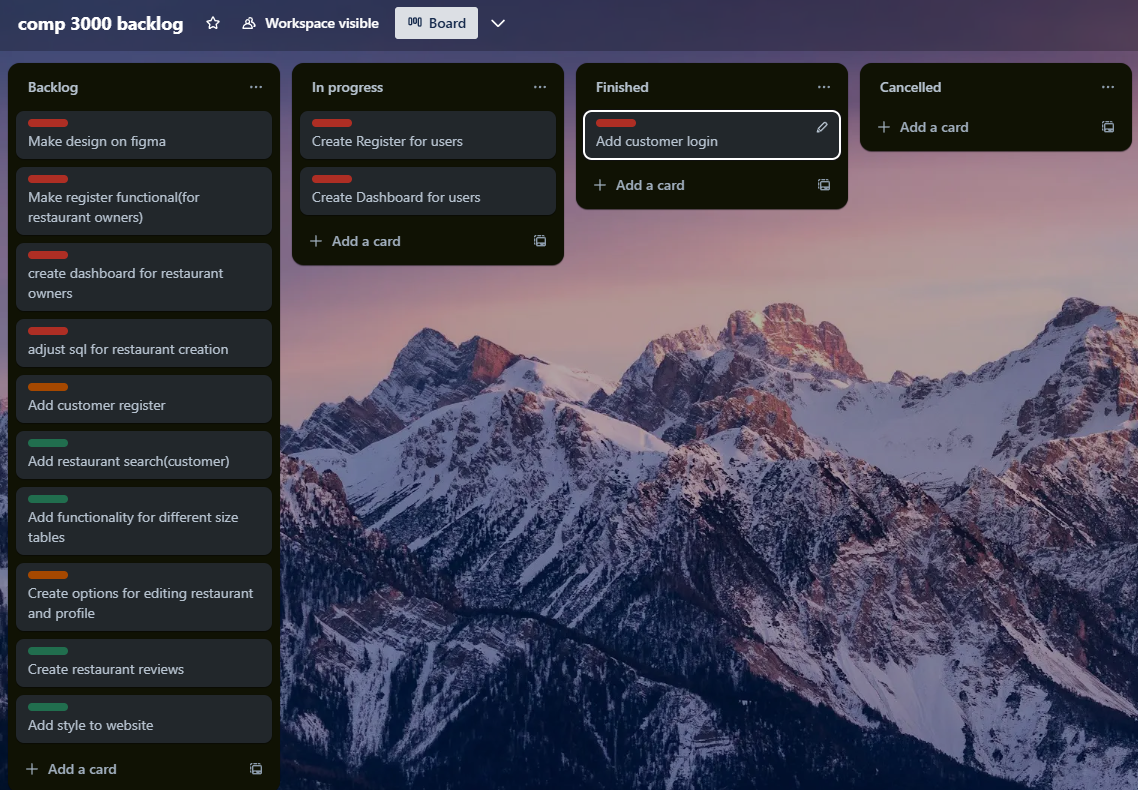 comp 3000 backlog
Workspace visible
Board
Backlog
Make design on figma
Make register functional(for
restaurant owners)
create dashboard for restaurant
owners
adjust sql for restaurant creation
Add customer register
Add restaurant search(customer)
Add functionality for different size
tables
Create options for editing restaurant
and profile
Create restaurant reviews
Add style to website
Add a card
In progress
Create Register for users
Create Dashboard for users
Add a card
Finished
Add customer login
Add a card
Cancelled
Add a card